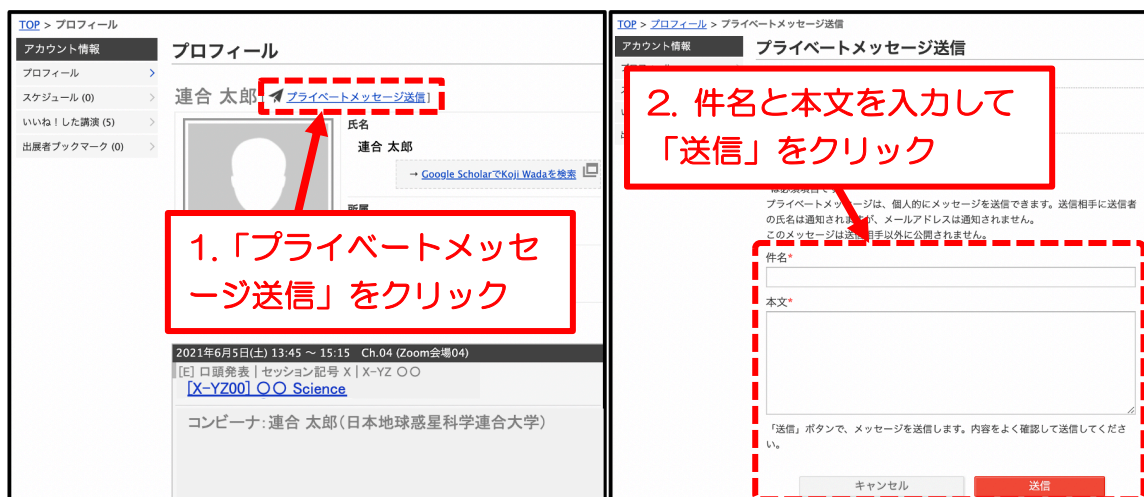 TOP > プロフィール
アカウント情報
プロフィール
スケジュール (0)
いいね！した講演 (5)
出展者ブックマーク (0)
プロフィール
連合 太郎
プライベートメッセージ送信]
氏名
連合 太郎
→ Google ScholarでKoji Wadaを検索
所属
1.「プライベートメッセ
ージ送信」をクリック
2021年6月5日(土) 13:45 ～ 15:15 Ch.04 (Zoom会場04)
[E] 口頭発表 | セッション記号 X | X-YZ 〇〇
[X-YZ00] 〇〇 Science
コンビーナ：連合 太郎（日本地球惑星科学連合大学）
TOP > プロフィール > プライベートメッセージ送信
アカウント情報
プライベートメッセージ送信
2. 件名と本文を入力して
「送信」をクリック
は必須項目です
プライベートメッセージは、個人的にメッセージを送信できます。送信相手に送信者
の氏名は通知されますが、メールアドレスは通知されません。
このメッセージは送信相手以外に公開されません。
件名*
本文*
「送信」ボタンで、メッセージを送信します。内容をよく確認して送信してくださ
い。
キャンセル
送信